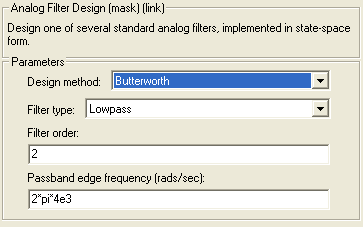 Analog Filter Design (mask) (link)
Design one of several standard analog filters, implemented in state-space
form.
Parameters
Design method: Butterworth
Filter type: Lowpass
Filter order:
2
Passband edge frequency (rads/sec):
2*pi*4e3